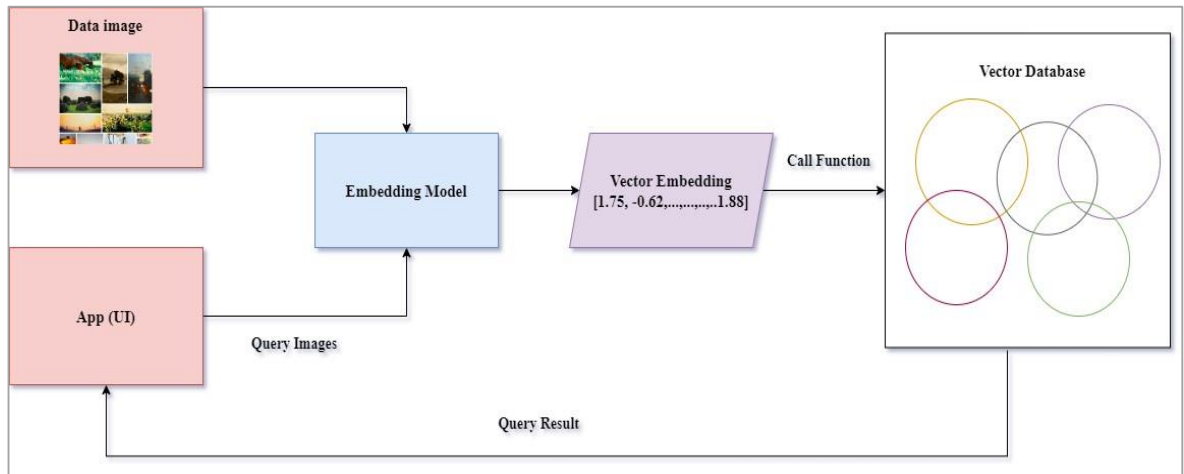 Data image
Vector Database
Embedding Model
Vector Embedding
[1.75, -0.62,...,...,..,..1.88]
Call Function
App (UI)
Query Images
Query Result